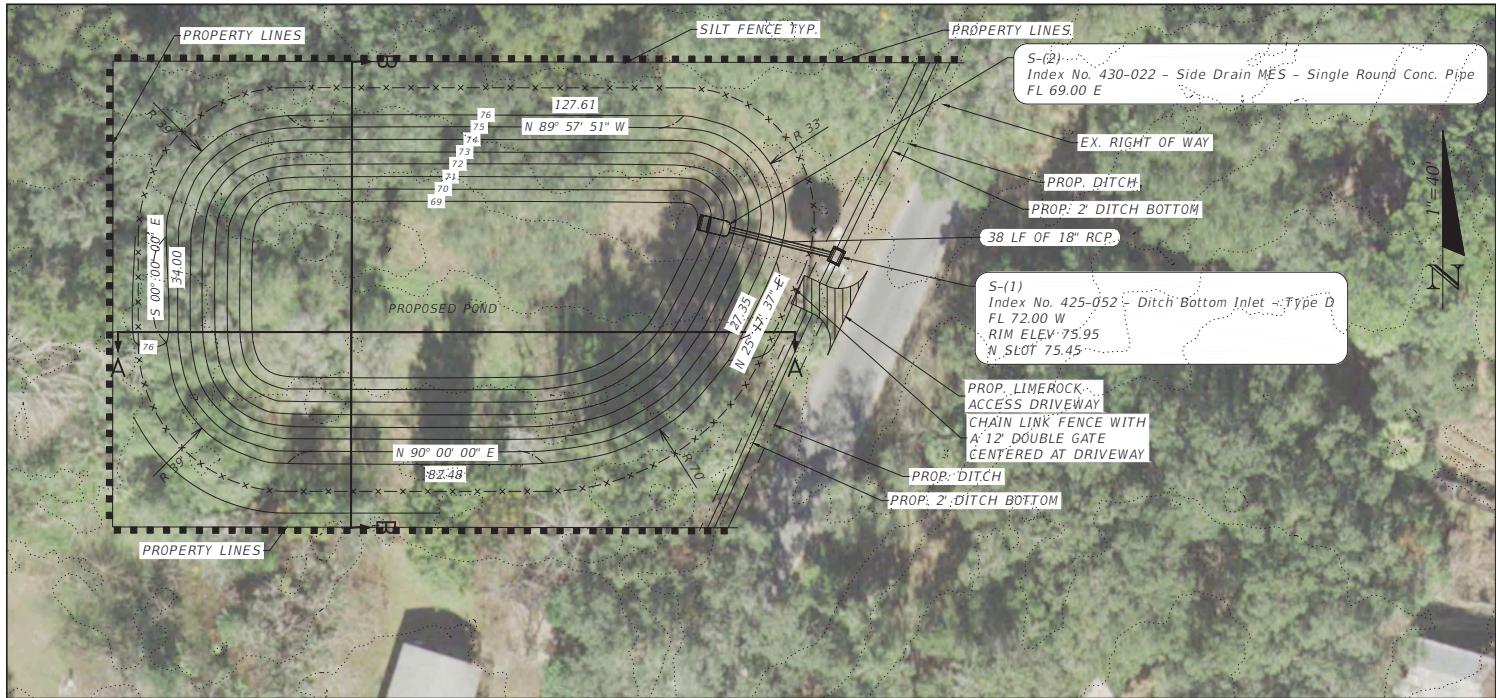 PROPERTY LINES
SILT FENCE TYP.
PROPERTY LINES
S-(2)
Index No. 430-022 - Side Drain MES - Single Round Conc. Pipe
FL 69.00 E
B
127.61
N 89° 57' 51" W
R 39'
R 33'
76
75
74
73
72
71
70
69
EX. RIGHT OF WAY
PROP. DITCH
PROP. 2' DITCH BOTTOM
38 LF OF 18" RCP
1"=40'
N
S 00° 00' 00" E
34.00
S-(1)
Index No. 425-052 - Ditch Bottom Inlet - Type D
FL 72.00 W
RIM ELEV 75.95
N SLOT 75.45
PROPOSED POND
27.35
N 25° 17' 37" E
76
A
A
PROP. LIMEROCK
ACCESS DRIVEWAY
CHAIN LINK FENCE WITH
A 12' DOUBLE GATE
CENTERED AT DRIVEWAY
N 90° 00' 00" E
82.48
R 39'
R 70'
PROP. DITCH
PROP. 2' DITCH BOTTOM
B
PROPERTY LINES